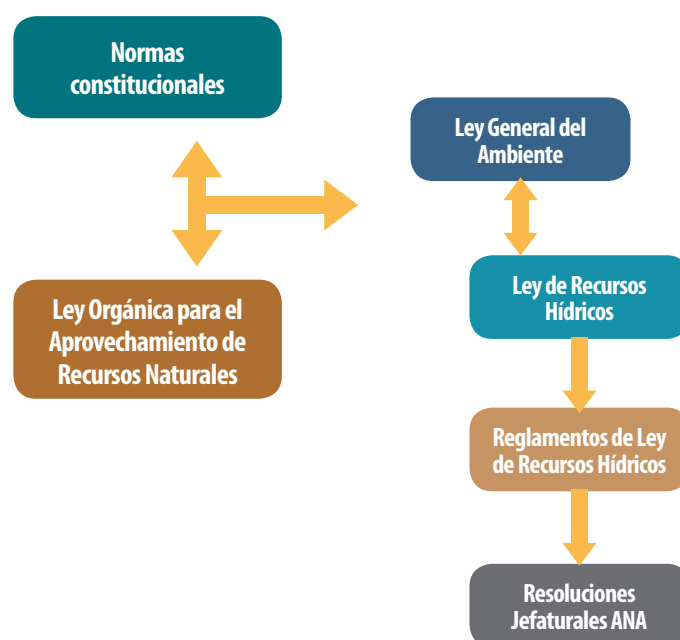 Normas
constitucionales
Ley Orgánica para el
Aprovechamiento de
Recursos Naturales
Ley General del
Ambiente
Ley de Recursos
Hídricos
Reglamentos de Ley
de Recursos Hídricos
Resoluciones
Jefaturales ANA